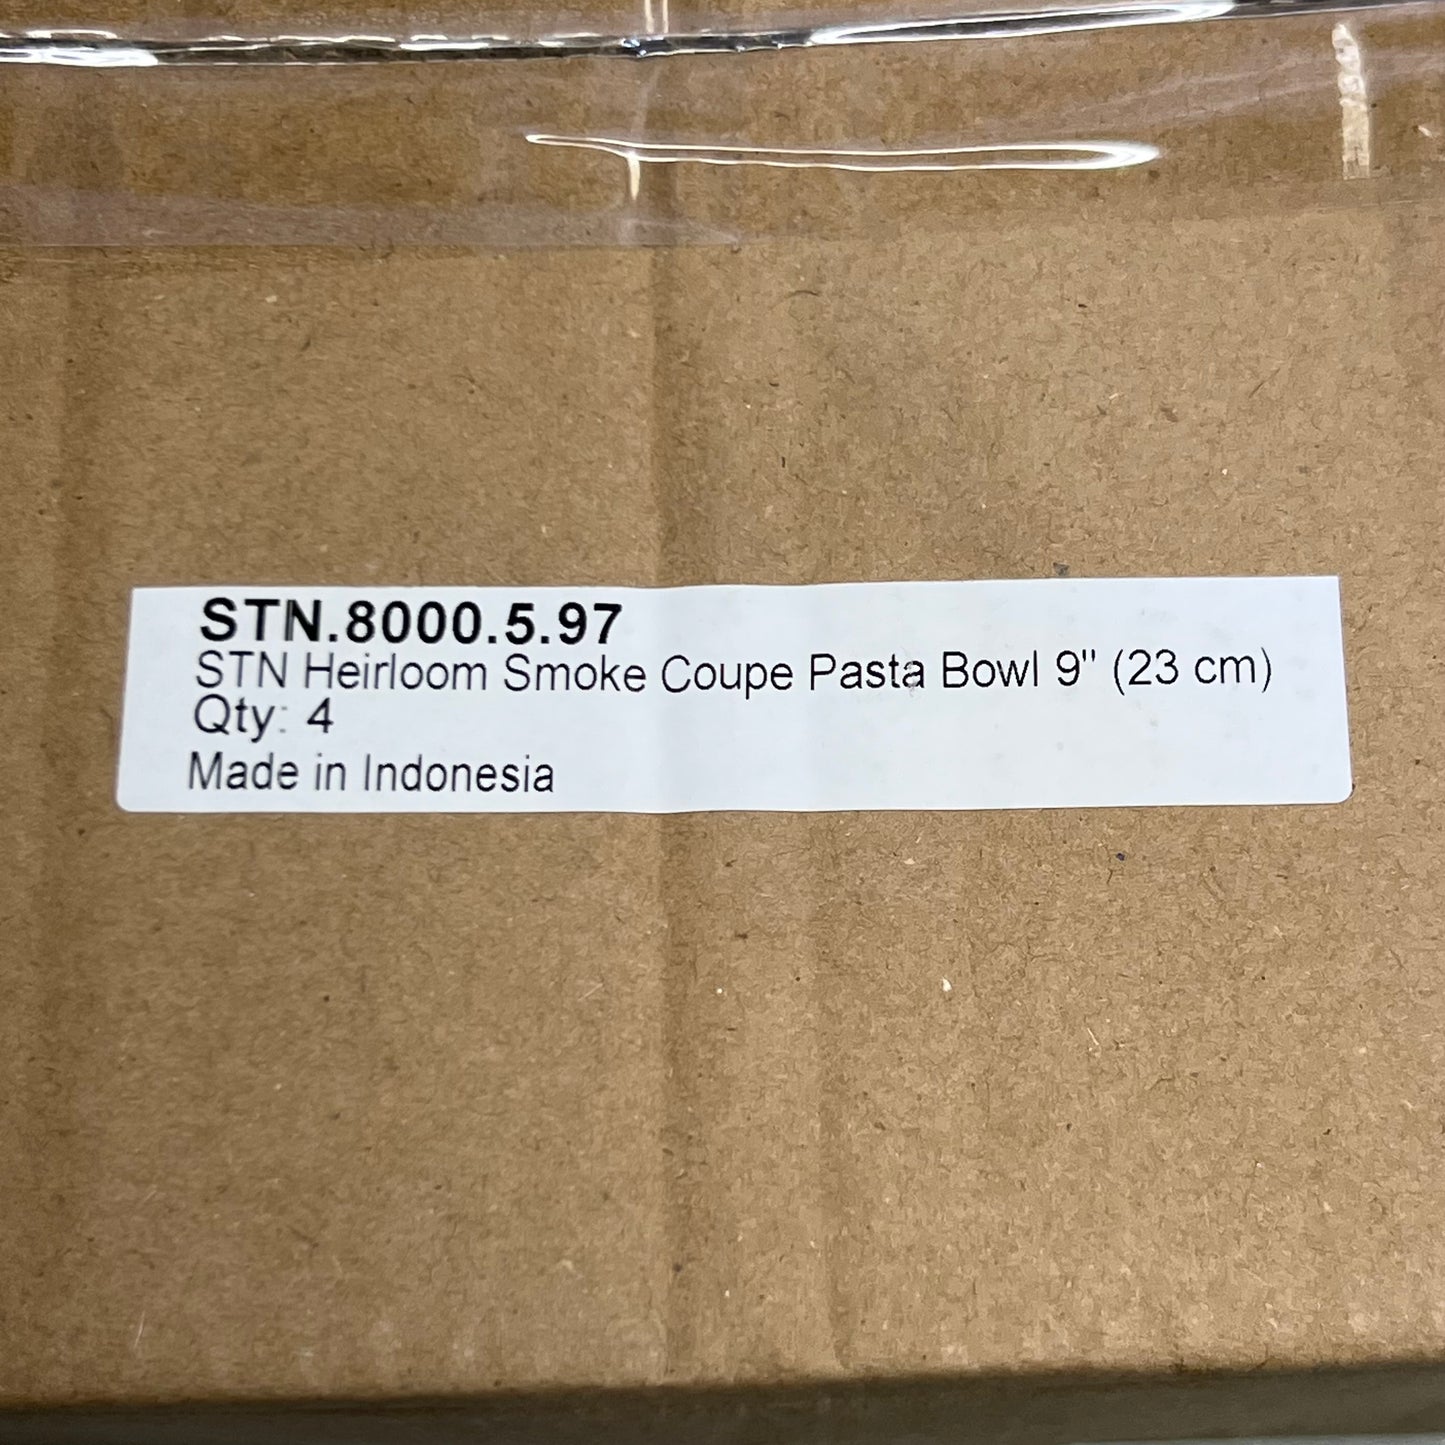 STN.8000.5.97
STN Heirloom Smoke Coupe Pasta Bowl 9" (23 cm)
Qty: 4
Made in Indonesia